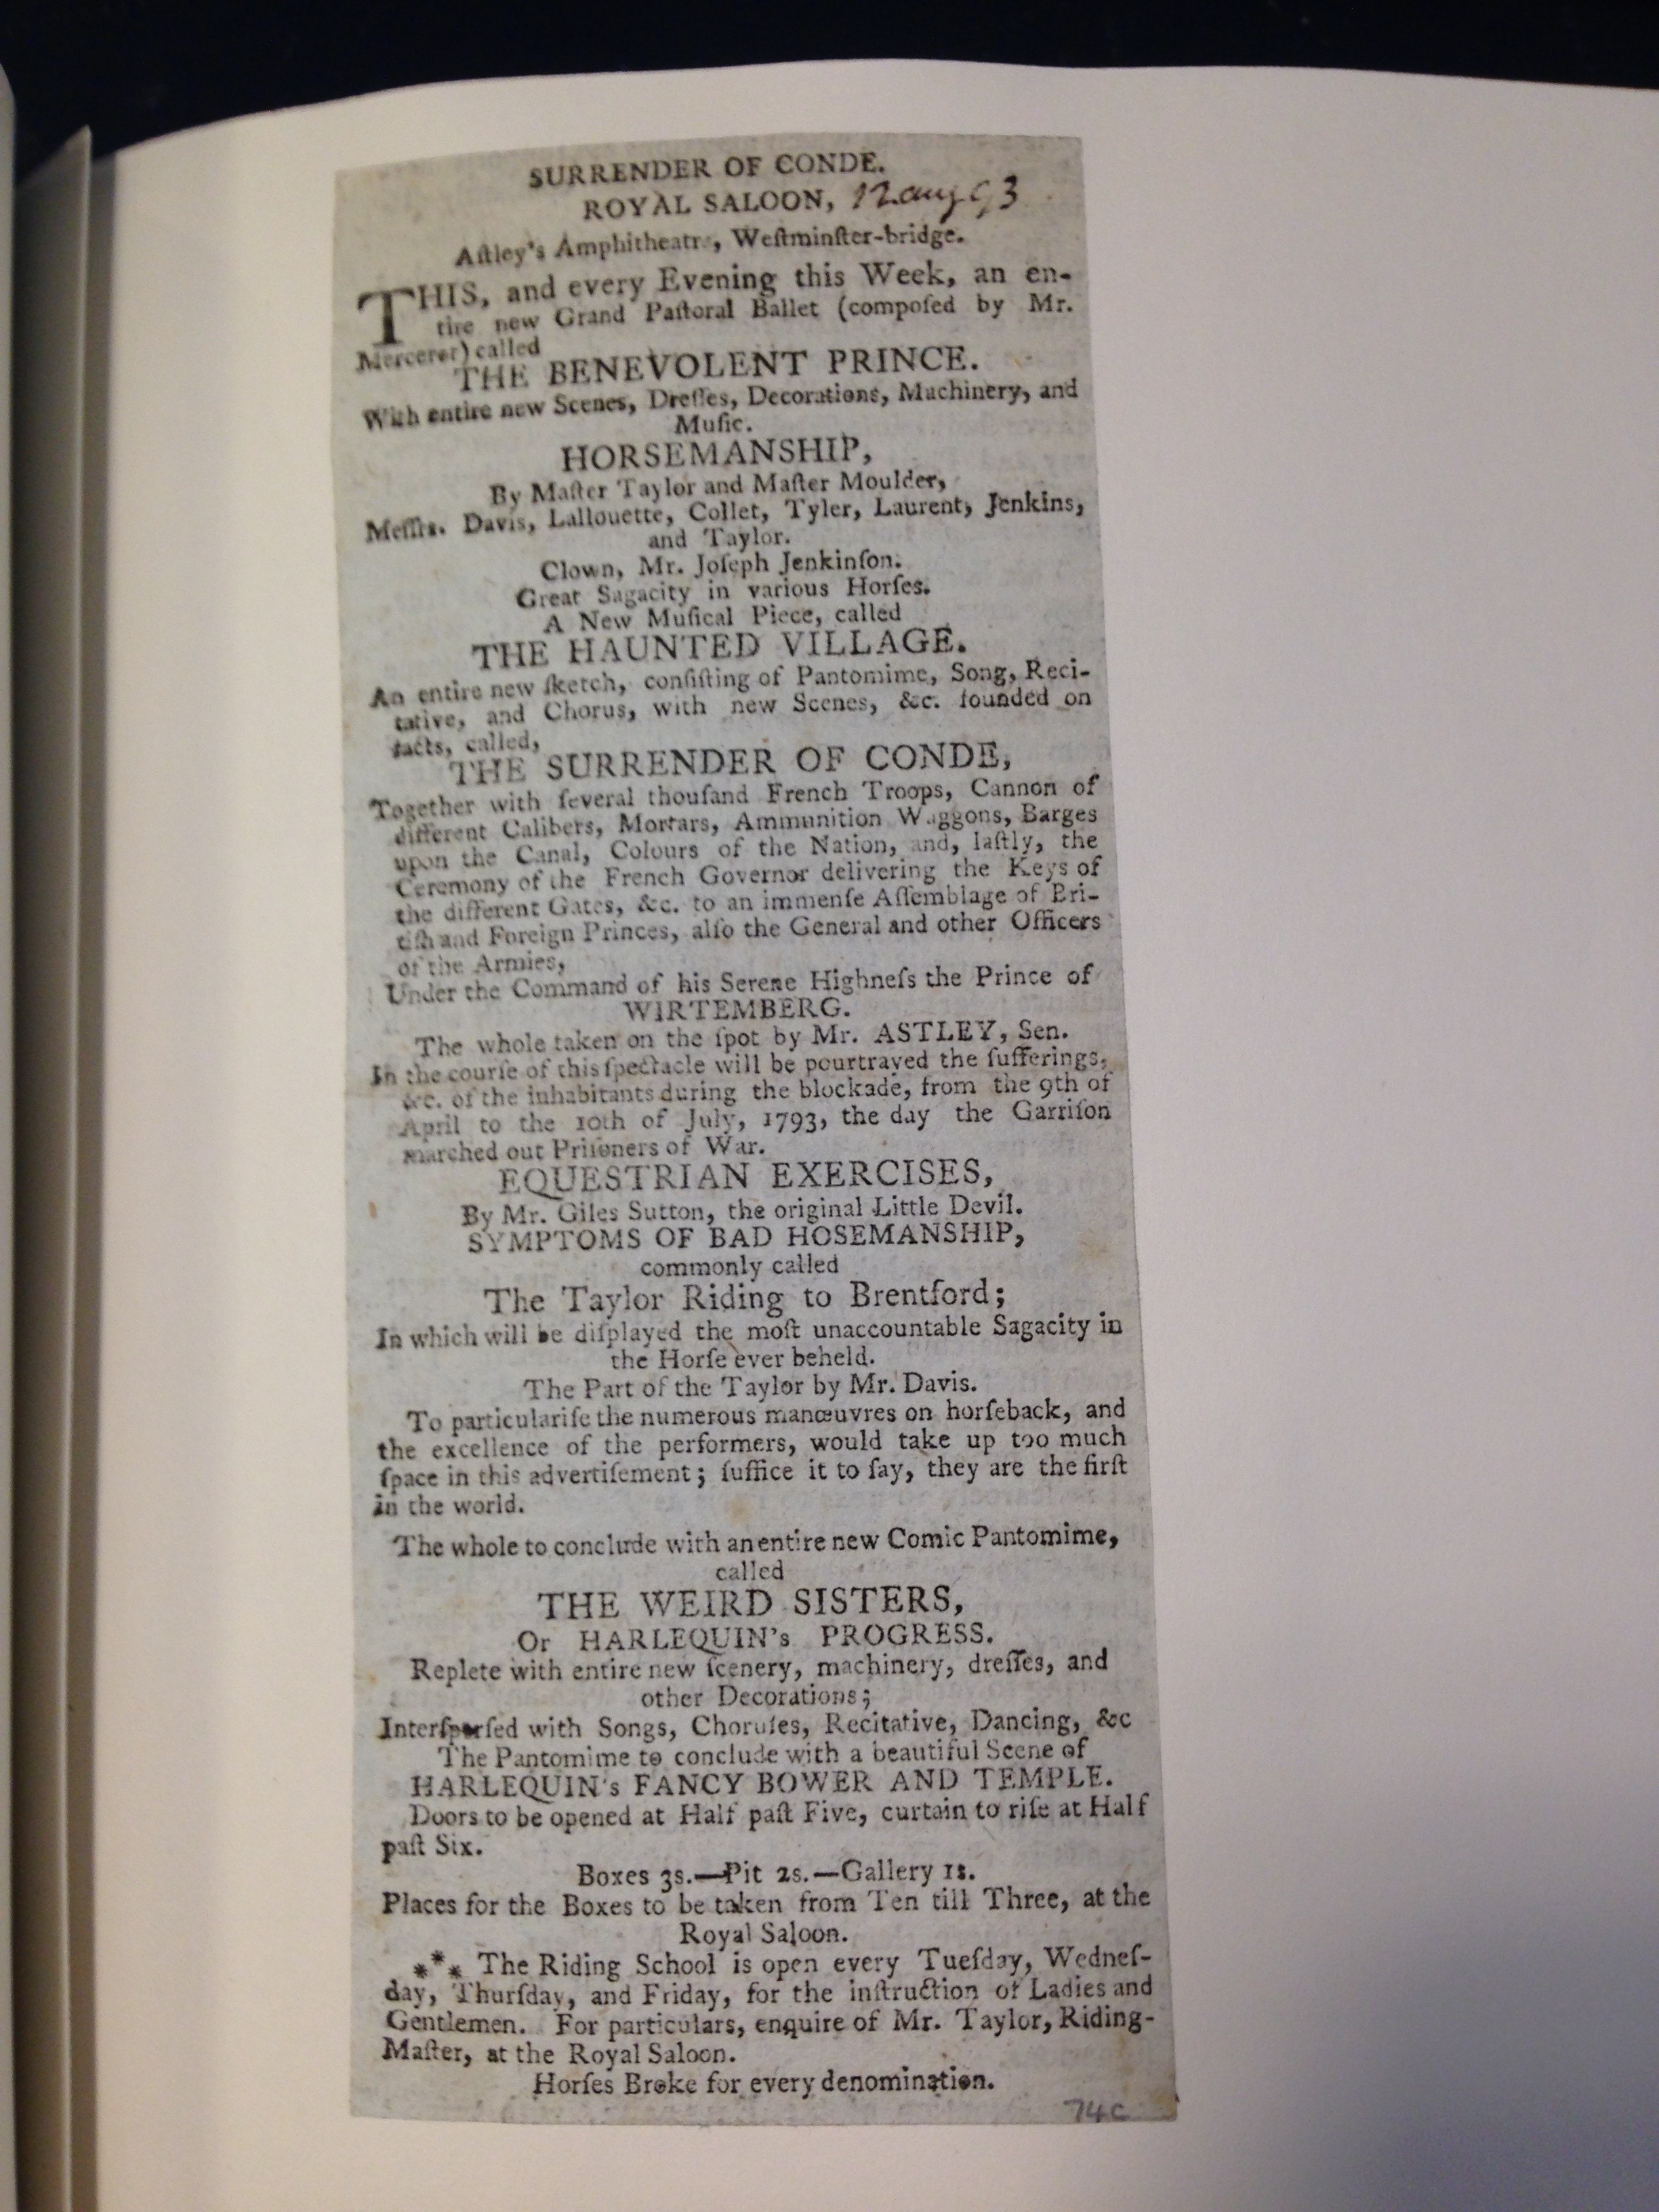 SURRENDER OF CONDE.
ROYAL SALOON, 12 Aug 93
Aſtley's Amphitheatre, Weſtminſter-bridge.
THIS, and every Evening this Week, an en-
tire new Grand Paſtoral Ballet (compoſed by Mr.
Mercerot) called
THE BENEVOLENT PRINCE.
With entire new Scenes, Dreſſes, Decorations, Machinery, and
Muſic.
HORSEMANSHIP,
By Maſter Taylor and Maſter Moulder,
Meſſrs. Davis, Lallouette, Collet, Tyler, Laurent, Jenkins,
and Taylor.
Clown, Mr. Joſeph Jenkinſon.
Great Sagacity in various Horſes.
A New Muſical Piece, called
THE HAUNTED VILLAGE.
An entire new ſketch, conſiſting of Pantomime, Song, Reci-
tative, and Chorus, with new Scenes, &c. founded on
facts, called,
THE SURRENDER OF CONDE,
Together with ſeveral thouſand French Troops, Cannon of
different Calibers, Mortars, Ammunition Waggons, Barges
upon the Canal, Colours of the Nation, and, laſtly, the
Ceremony of the French Governor delivering the Keys of
the different Gates, &c. to an immenſe Aſſemblage of Bri-
tiſh and Foreign Princes, alſo the General and other Officers
of the Armies,
Under the Command of his Serene Highneſs the Prince of
WIRTEMBERG.
The whole taken on the ſpot by Mr. ASTLEY, Sen.
In the courſe of this ſpectacle will be pourtrayed the ſufferings,
&c. of the inhabitants during the blockade, from the 9th of
April to the 10th of July, 1793, the day the Garriſon
marched out Priſoners of War.
EQUESTRIAN EXERCISES,
By Mr. Giles Sutton, the original Little Devil.
SYMPTOMS OF BAD HOSEMANSHIP,
commonly called
The Taylor Riding to Brentford;
In which will be diſplayed the moſt unaccountable Sagacity in
the Horſe ever beheld.
The Part of the Taylor by Mr. Davis.
To particulariſe the numerous manœuvres on horſeback, and
the excellence of the performers, would take up too much
ſpace in this advertiſement; ſuffice it to ſay, they are the firſt
in the world.
The whole to conclude with an entire new Comic Pantomime,
called
THE WEIRD SISTERS,
Or HARLEQUIN's PROGRESS.
Replete with entire new ſcenery, machinery, dreſſes, and
other Decorations;
Interſperſed with Songs, Choruſes, Recitative, Dancing, &c
The Pantomime to conclude with a beautiful Scene of
HARLEQUIN's FANCY BOWER AND TEMPLE.
Doors to be opened at Half paſt Five, curtain to riſe at Half
paſt Six.
Boxes 3s.—Pit 2s.—Gallery 1s.
Places for the Boxes to be taken from Ten till Three, at the
Royal Saloon.
*** The Riding School is open every Tueſday, Wedneſ-
day, Thurſday, and Friday, for the inſtruction of Ladies and
Gentlemen. For particulars, enquire of Mr. Taylor, Riding-
Maſter, at the Royal Saloon.
Horſes Broke for every denomination.
74c